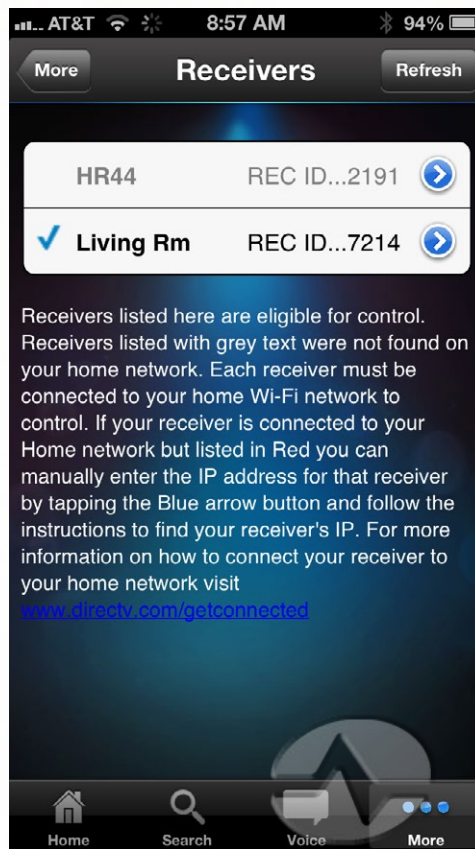 AT&T 8:57 AM 94%
More Receivers Refresh
HR44 REC ID...2191
Living Rm REC ID...7214
Receivers listed here are eligible for control.
Receivers listed with grey text were not found on
your home network. Each receiver must be
connected to your home Wi-Fi network to
control. If your receiver is connected to your
Home network but listed in Red you can
manually enter the IP address for that receiver
by tapping the Blue arrow button and follow the
instructions to find your receiver's IP. For more
information on how to connect your receiver to
your home network visit
www.directv.com/getconnected
Home Search Voice More